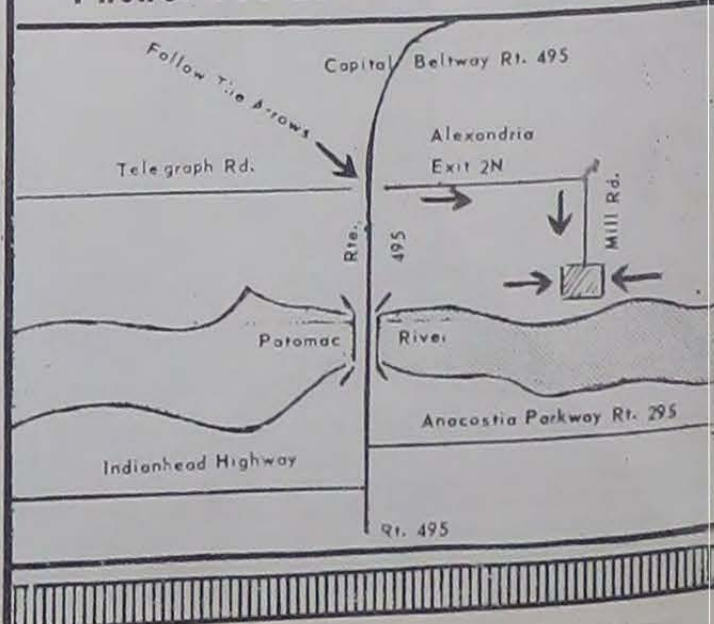 Capital Beltway Rt. 495
Follow The Arrows
Alexandria
Exit 2N
Telegraph Rd.
Mill Rd.
Rte. 495
Potomac River
Anacostia Parkway Rt. 295
Indianhead Highway
Rt. 495